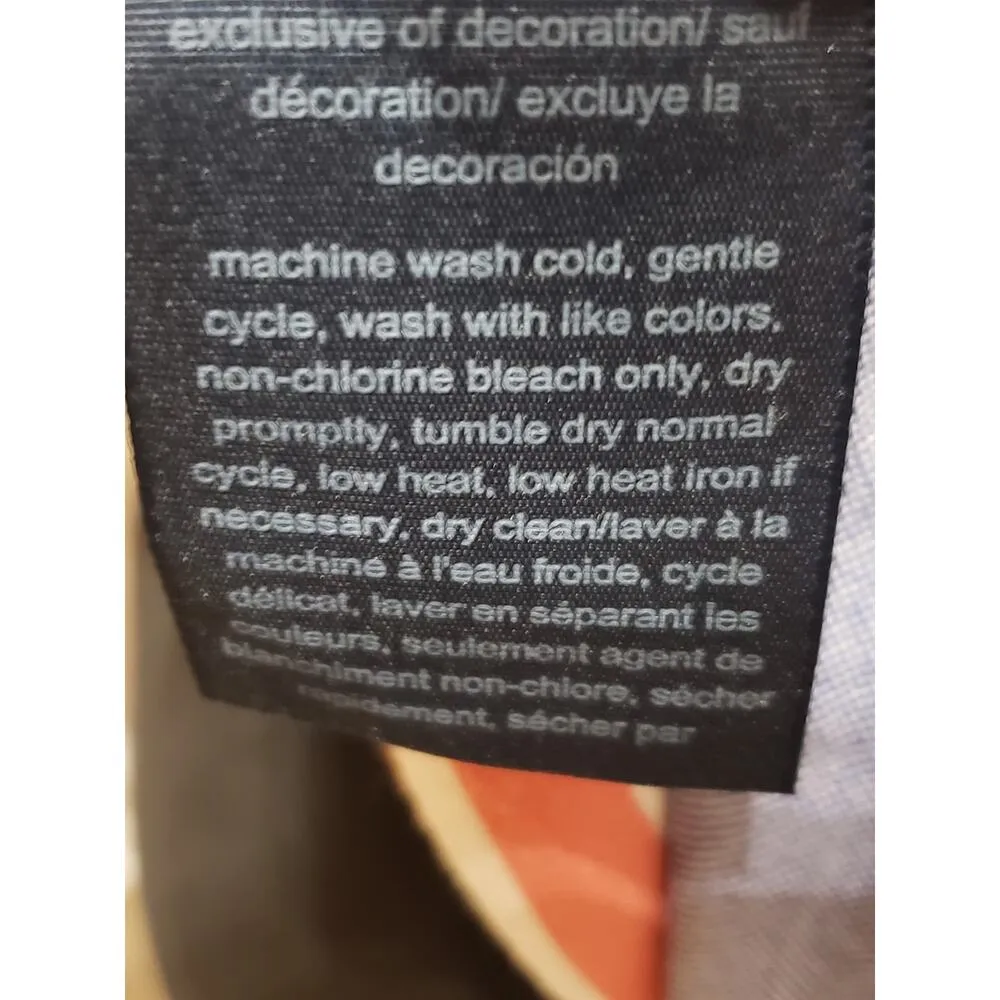 exclusive of decoration/ sauf
décoration/ excluye la
decoración
machine wash cold, gentle
cycle, wash with like colors.
non-chlorine bleach only, dry
promptly, tumble dry normal
cycle, low heat, low heat iron if
necessary, dry clean/laver à la
machine à l'eau froide, cycle
délicat, laver en séparant les
couleurs, seulement agent de
blanchiment non-chlore, sécher
rapidement, sécher par